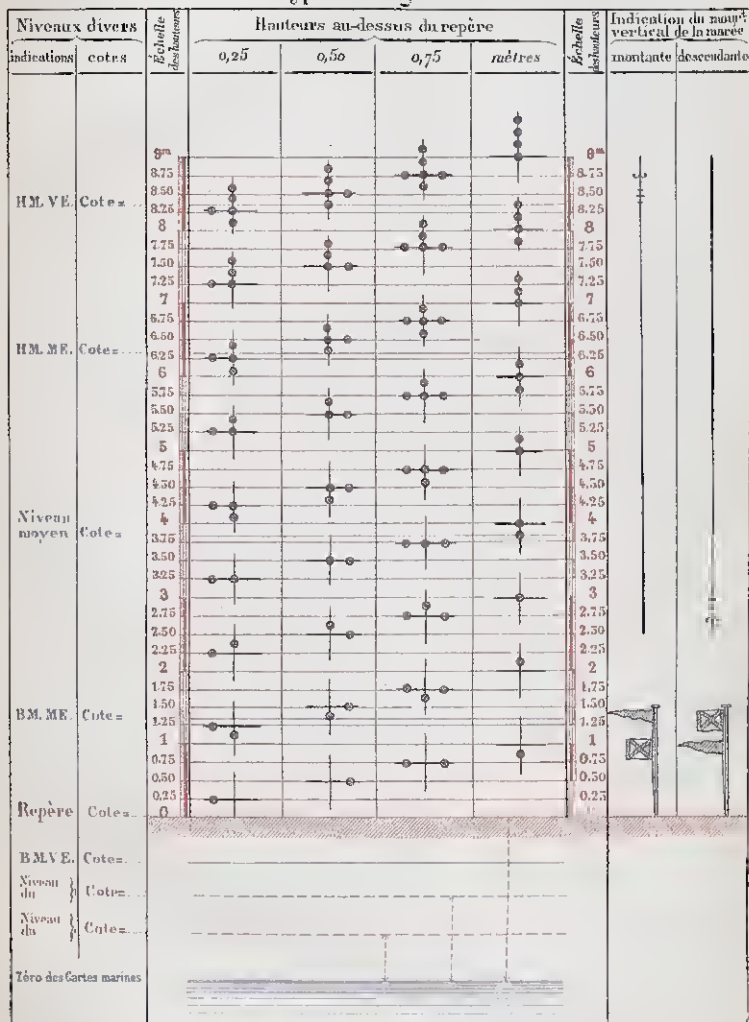 Niveaux divers
Hauteurs au-dessus du repère
Indication du mouvt
vertical de la marée
indications
cotes
Échelle
des hauteurs
0,25
0,50
0,75
mètres
Échelle
des hauteurs
montante
descendante
9m
9m
8.75
8.75
8.50
8.50
HM.VE. Cote=
8.25
8.25
8
8
7.75
7.75
7.50
7.50
7.25
7.25
7
7
6.75
6.75
6.50
6.50
HM.ME. Cote=
6.25
6.25
6
6
5.75
5.75
5.50
5.50
5.25
5.25
5
5
4.75
4.75
4.50
4.50
4.25
4.25
4
4
Niveau
moyen
Cote=
3.75
3.75
3.50
3.50
3.25
3.25
3
3
2.75
2.75
2.50
2.50
2.25
2.25
2
2
1.75
1.75
1.50
1.50
BM.ME. Cote=
1.25
1.25
1
1
0.75
0.75
0.50
0.50
0.25
0.25
0
0
Repère Cote=
BM.VE. Cote=
Niveau
du
Cote=
Niveau
du
Cote=
Zéro des Cartes marines